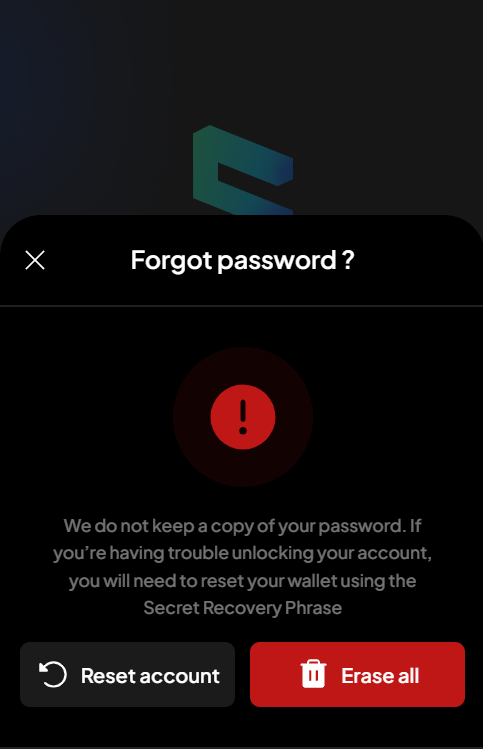 Forgot password ?
We do not keep a copy of your password. If
you're having trouble unlocking your account,
you will need to reset your wallet using the
Secret Recovery Phrase
Reset account
Erase all